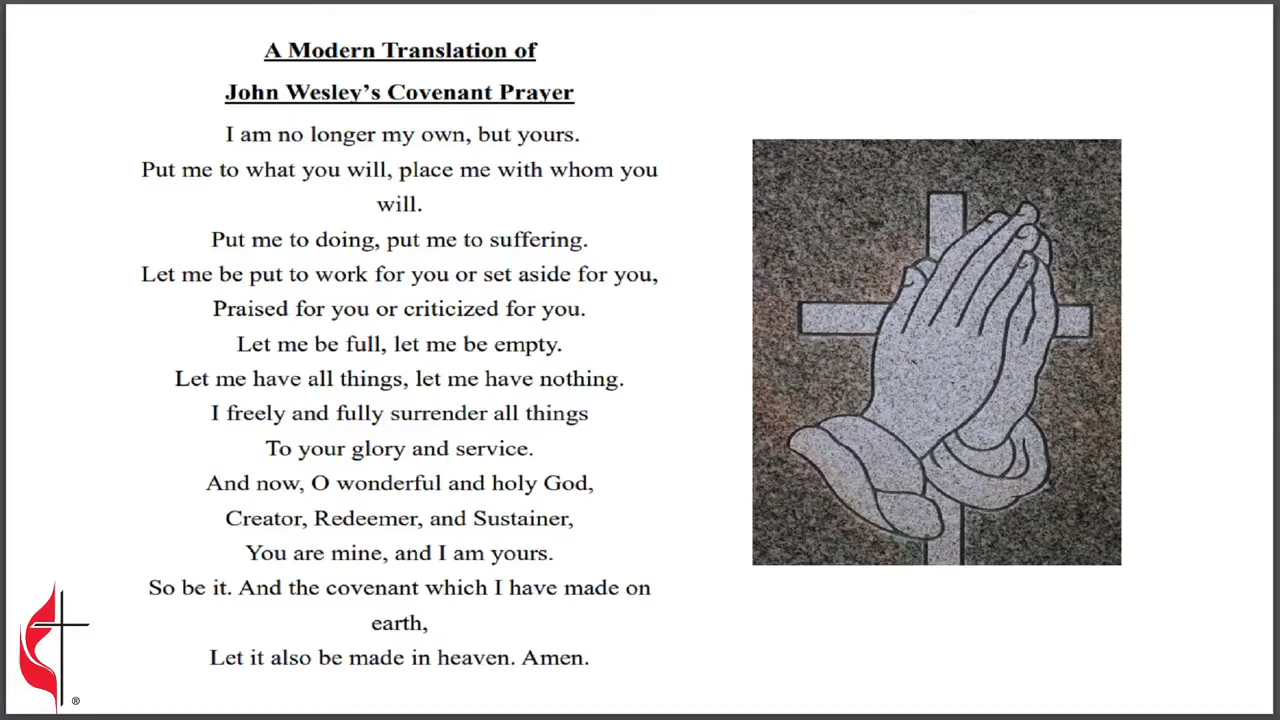 A Modern Translation of
John Wesley’s Covenant Prayer
I am no longer my own, but yours.
Put me to what you will, place me with whom you
will.
Put me to doing, put me to suffering.
Let me be put to work for you or set aside for you,
Praised for you or criticized for you.
Let me be full, let me be empty.
Let me have all things, let me have nothing.
I freely and fully surrender all things
To your glory and service.
And now, O wonderful and holy God,
Creator, Redeemer, and Sustainer,
You are mine, and I am yours.
So be it. And the covenant which I have made on
earth,
Let it also be made in heaven. Amen.
®